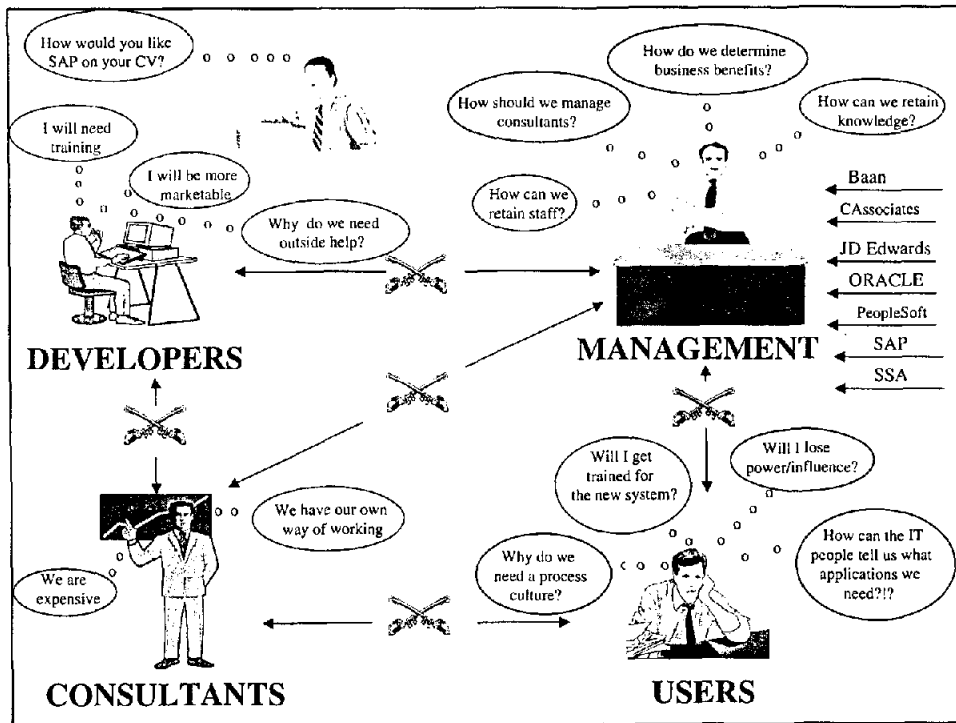 How would you like
SAP on your CV?
How do we determine
business benefits?
How should we manage
consultants?
How can we retain
knowledge?
I will need
training
I will be more
marketable
How can we
retain staff?
Why do we need
outside help?
Baan
CAssociates
JD Edwards
ORACLE
PeopleSoft
SAP
SSA
DEVELOPERS
MANAGEMENT
Will I get
trained for
the new system?
Will I lose
power/influence?
We have our own
way of working
Why do we
need a process
culture?
How can the IT
people tell us what
applications we
need?!?
We are
expensive
CONSULTANTS
USERS